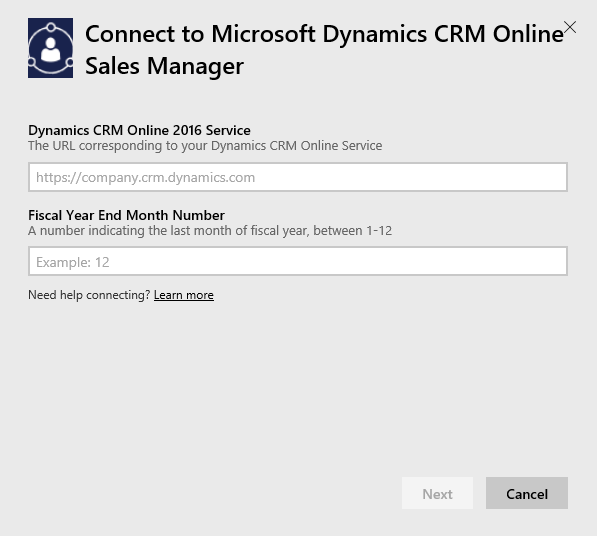 Connect to Microsoft Dynamics CRM Online
Sales Manager
Dynamics CRM Online 2016 Service
The URL corresponding to your Dynamics CRM Online Service
https://company.crm.dynamics.com
Fiscal Year End Month Number
A number indicating the last month of fiscal year, between 1-12
Example: 12
Need help connecting? Learn more
Next Cancel